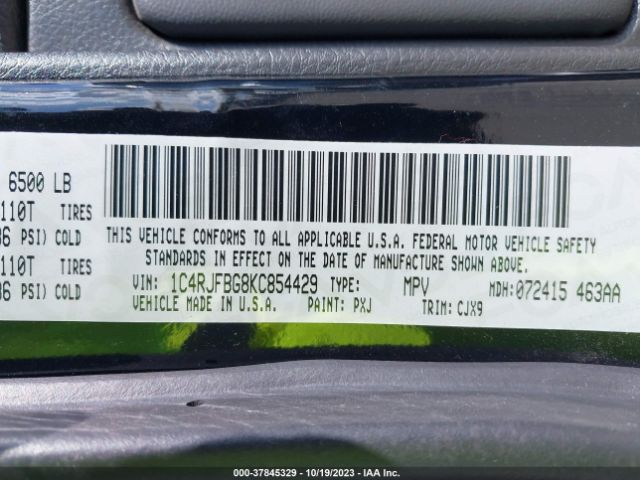 6500 LB
110T TIRES
36 PSI) COLD
110T TIRES
36 PSI) COLD
THIS VEHICLE CONFORMS TO ALL APPLICABLE U.S.A. FEDERAL MOTOR VEHICLE SAFETY
STANDARDS IN EFFECT ON THE DATE OF MANUFACTURE SHOWN ABOVE.
VIN: 1C4RJFBG8KC854429 TYPE: MPV MDH: 072415 463AA
VEHICLE MADE IN U.S.A. PAINT: PXJ TRIM: CJX9
000-37845329 | 10/19/2023 | IAA Inc.